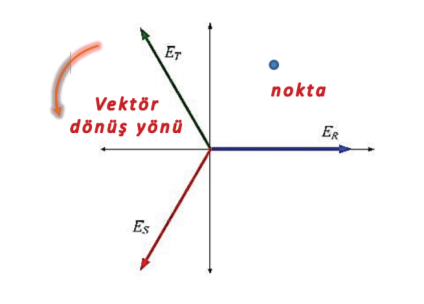 E_T
nokta
Vektör
dönüş yönü
E_R
E_S